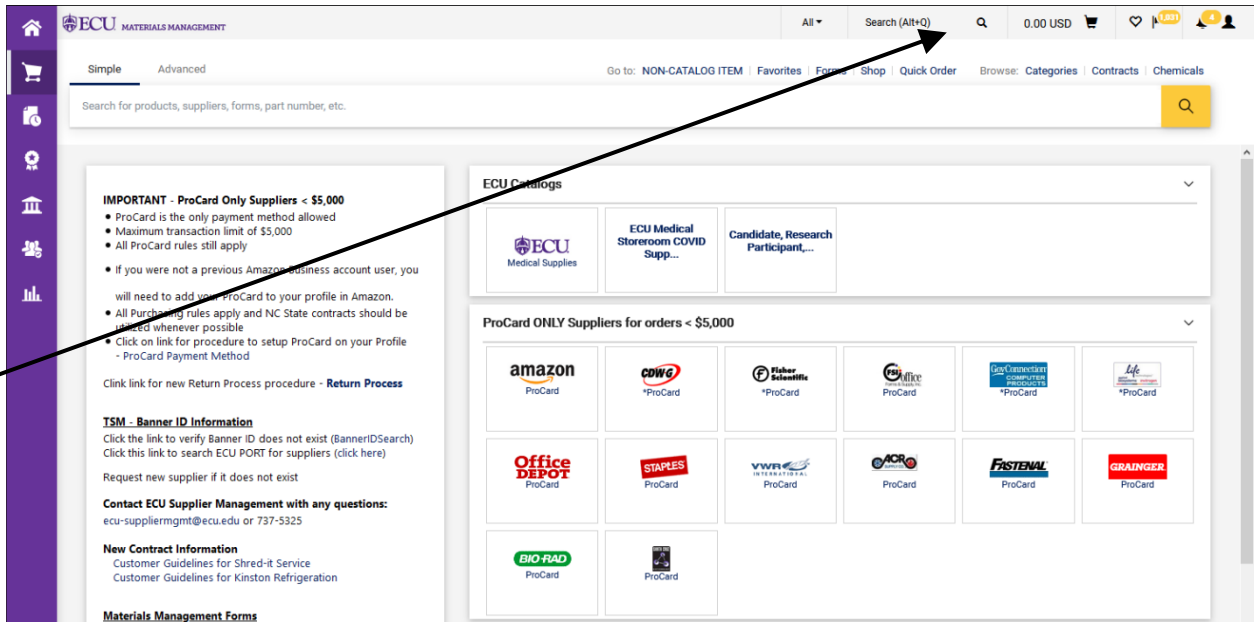 ECU MATERIALS MANAGEMENT
All
Search (Alt+Q)
0.00 USD
1,831
4
Simple
Advanced
Go to: NON-CATALOG ITEM | Favorites | Forms | Shop | Quick Order
Browse: Categories | Contracts | Chemicals
Search for products, suppliers, forms, part number, etc.
IMPORTANT - ProCard Only Suppliers < $5,000
• ProCard is the only payment method allowed
• Maximum transaction limit of $5,000
• All ProCard rules still apply
• If you were not a previous Amazon Business account user, you
will need to add your ProCard to your profile in Amazon.
• All Purchasing rules apply and NC State contracts should be
utilized whenever possible
• Click on link for procedure to setup ProCard on your Profile
- ProCard Payment Method
Clink link for new Return Process procedure - Return Process
TSM - Banner ID Information
Click the link to verify Banner ID does not exist (BannerIDSearch)
Click this link to search ECU PORT for suppliers (click here)
Request new supplier if it does not exist
Contact ECU Supplier Management with any questions:
ecu-suppliermgmt@ecu.edu or 737-5325
New Contract Information
Customer Guidelines for Shred-it Service
Customer Guidelines for Kinston Refrigeration
Materials Management Forms
ECU Catalogs
ECU
Medical Supplies
ECU Medical
Storeroom COVID
Supp...
Candidate, Research
Participant,...
ProCard ONLY Suppliers for orders < $5,000
amazon
ProCard
CDWG
*ProCard
Fisher
Scientific
*ProCard
FSIoffice
ProCard
GovConnection
COMPUTER
PRODUCTS
*ProCard
life
*ProCard
Office
DEPOT
ProCard
STAPLES
ProCard
VWR
INTERNATIONAL
ProCard
ACR
ProCard
FASTENAL
ProCard
GRAINGER
ProCard
BIO-RAD
ProCard
ProCard